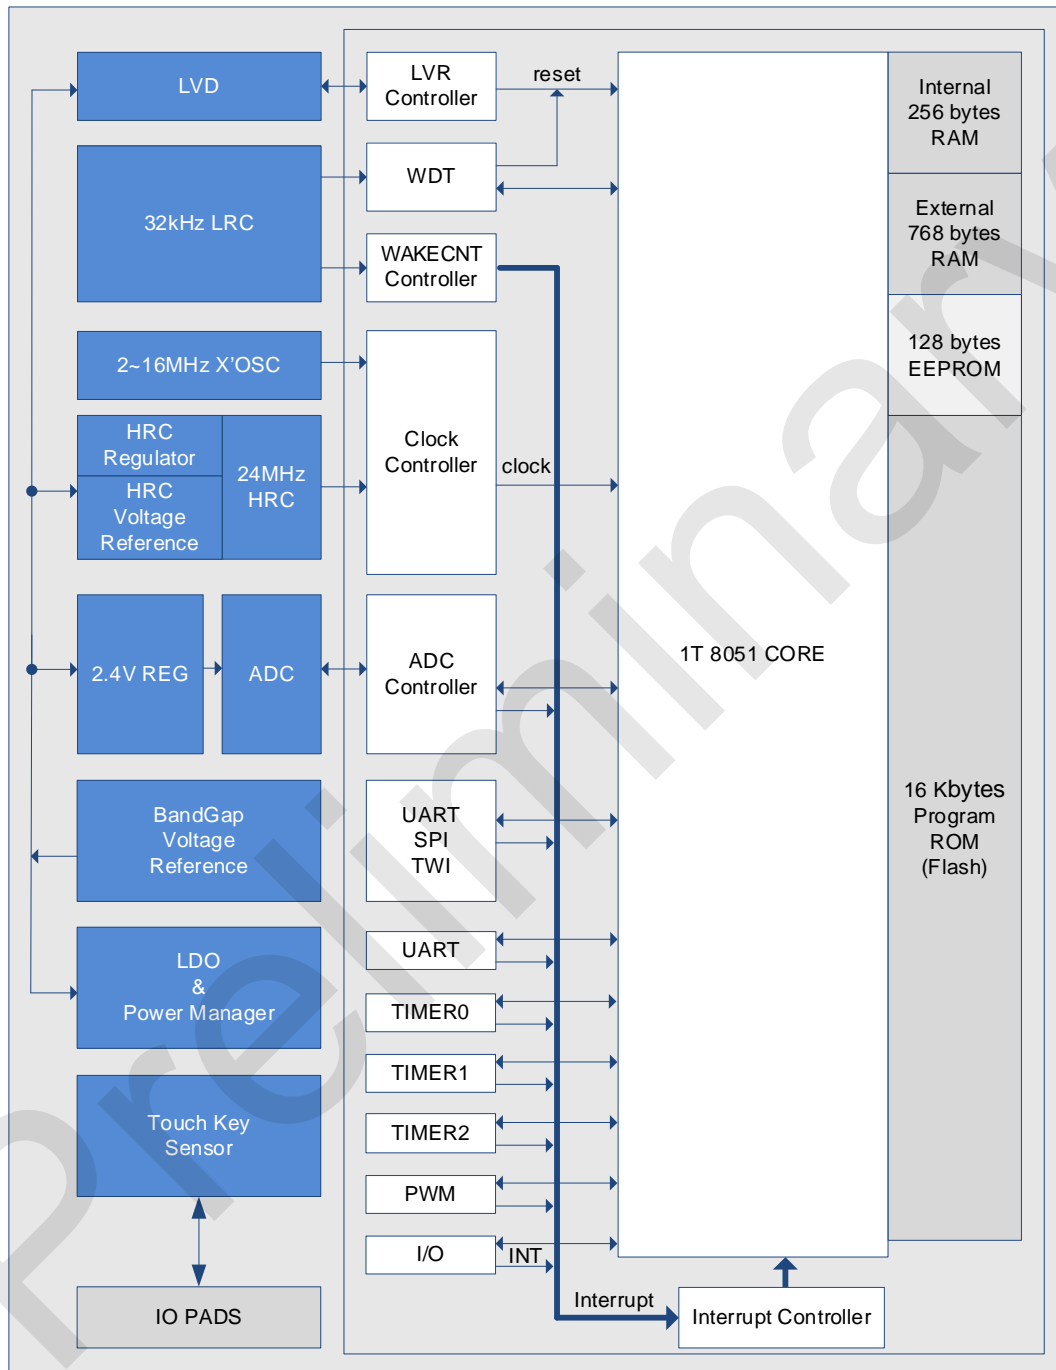 LVD
LVR
Controller
reset
Internal
256 bytes
RAM
32kHz LRC
WDT
WAKECNT
Controller
External
768 bytes
RAM
2~16MHz X'OSC
128 bytes
EEPROM
HRC
Regulator
HRC
Voltage
Reference
24MHz
HRC
Clock
Controller
clock
2.4V REG
ADC
ADC
Controller
1T 8051 CORE
BandGap
Voltage
Reference
UART
SPI
TWI
16 Kbytes
Program
ROM
(Flash)
LDO
&
Power Manager
UART
TIMER0
TIMER1
Touch Key
Sensor
TIMER2
PWM
I/O
INT
IO PADS
Interrupt
Interrupt Controller
Preliminary